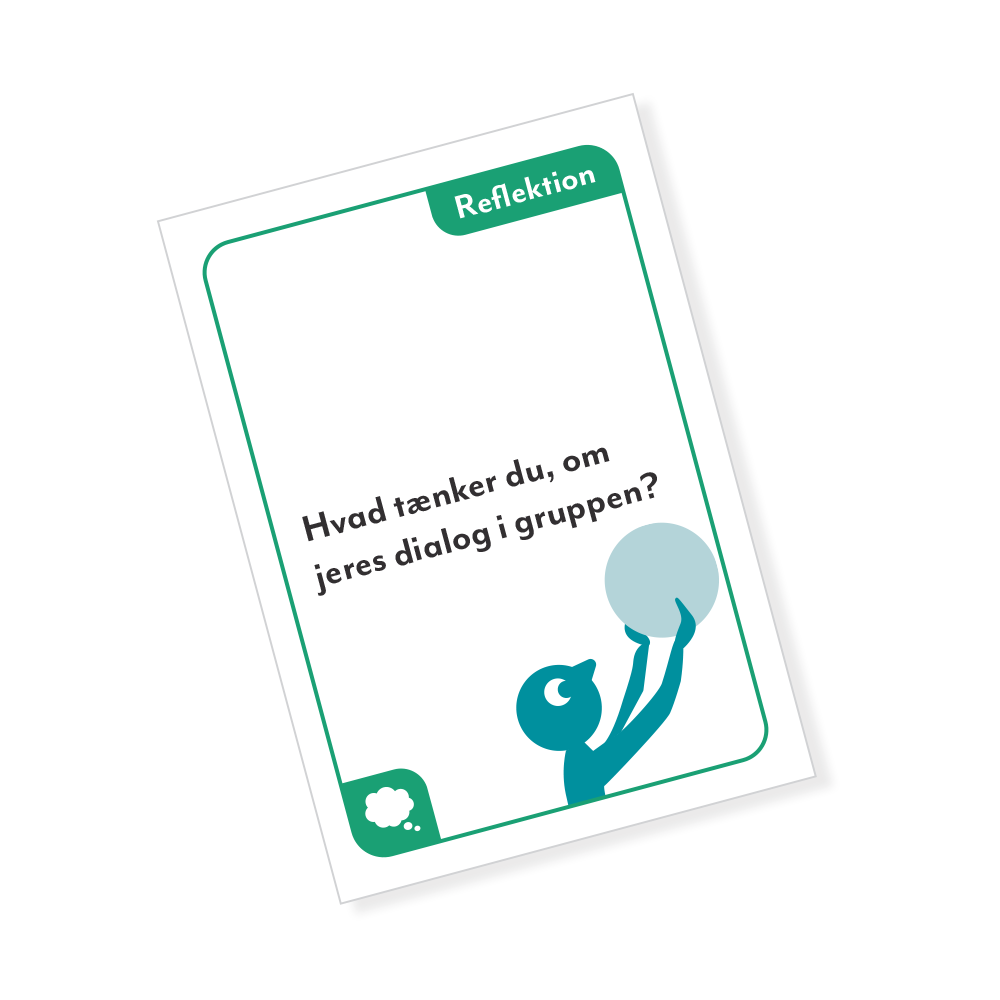 Reflektion
Hvad tænker du, om
jeres dialog i gruppen?